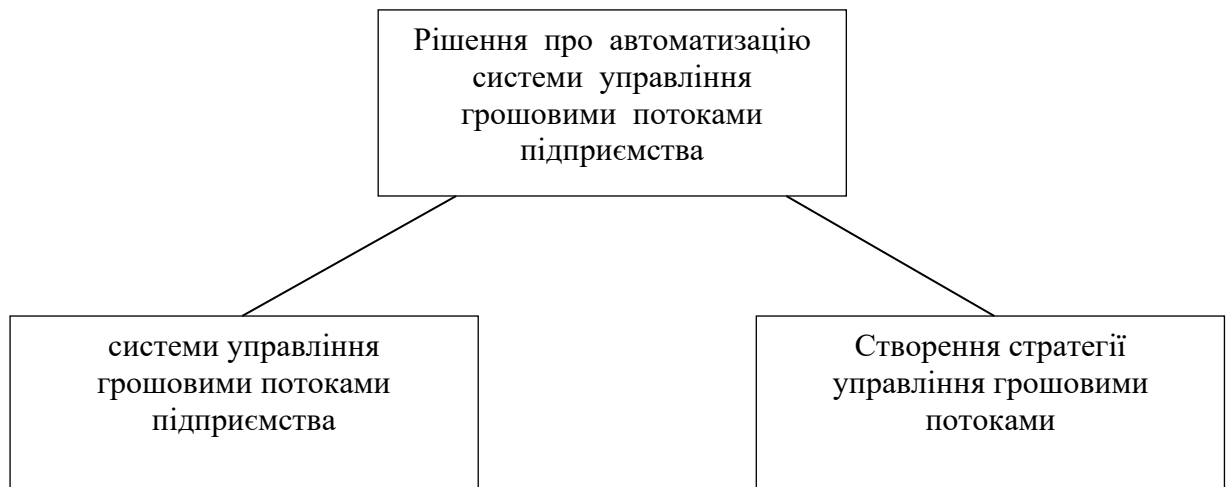 Рішення про автоматизацію
системи управління
грошовими потоками
підприємства
системи управління
грошовими потоками
підприємства
Створення стратегії
управління грошовими
потоками